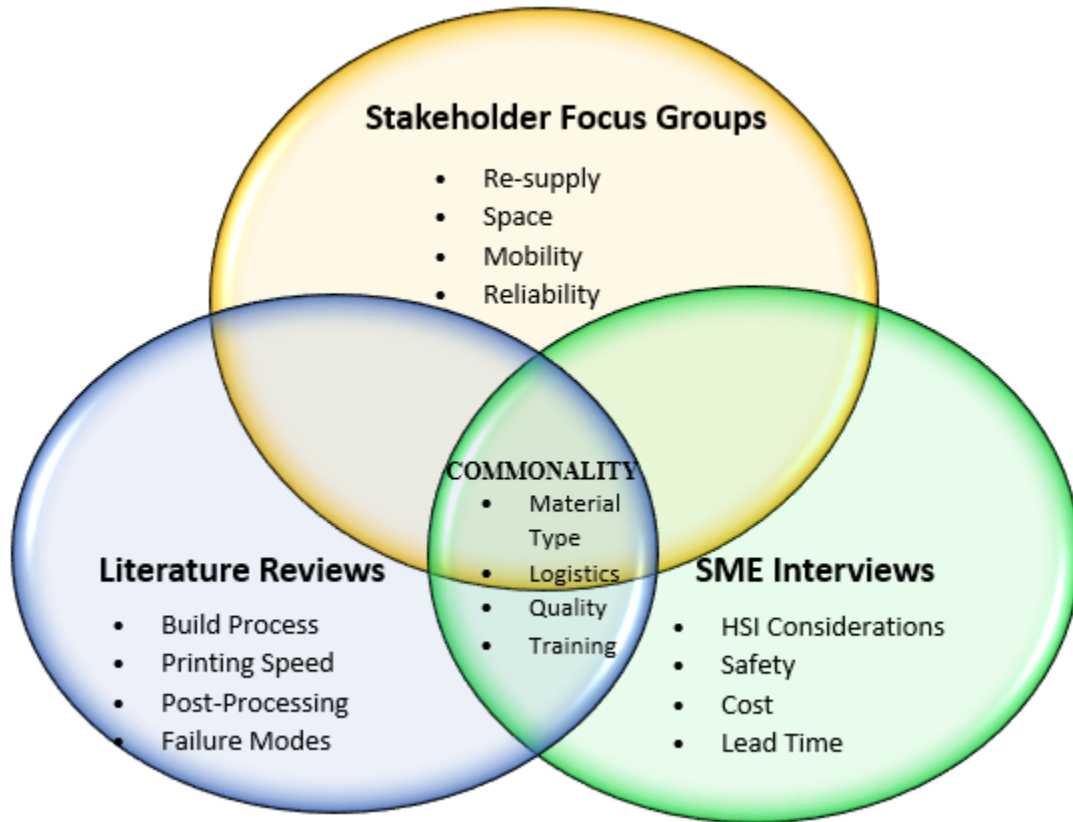 Stakeholder Focus Groups
• Re-supply
• Space
• Mobility
• Reliability
COMMONALITY
• Material
Type
• Logistics
• Quality
• Training
Literature Reviews
• Build Process
• Printing Speed
• Post-Processing
• Failure Modes
SME Interviews
• HSI Considerations
• Safety
• Cost
• Lead Time